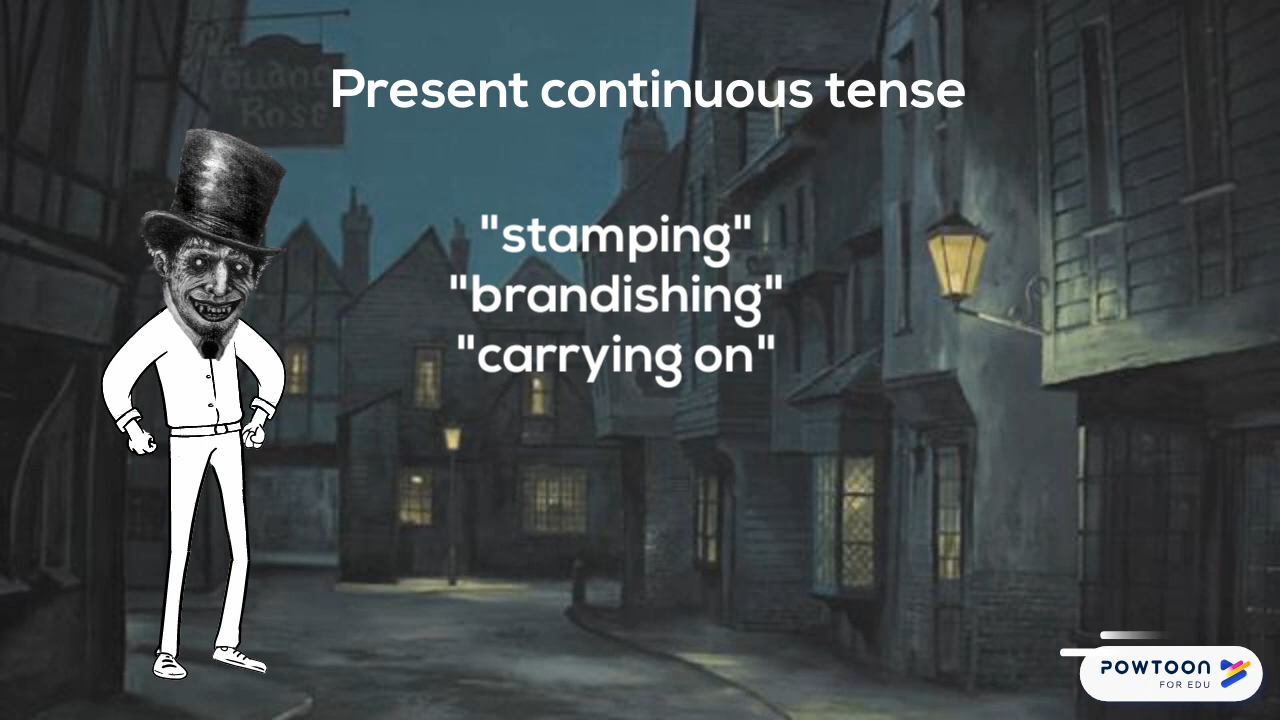 Present continuous tense
"stamping"
"brandishing"
"carrying on"
POWTOON
FOR EDU